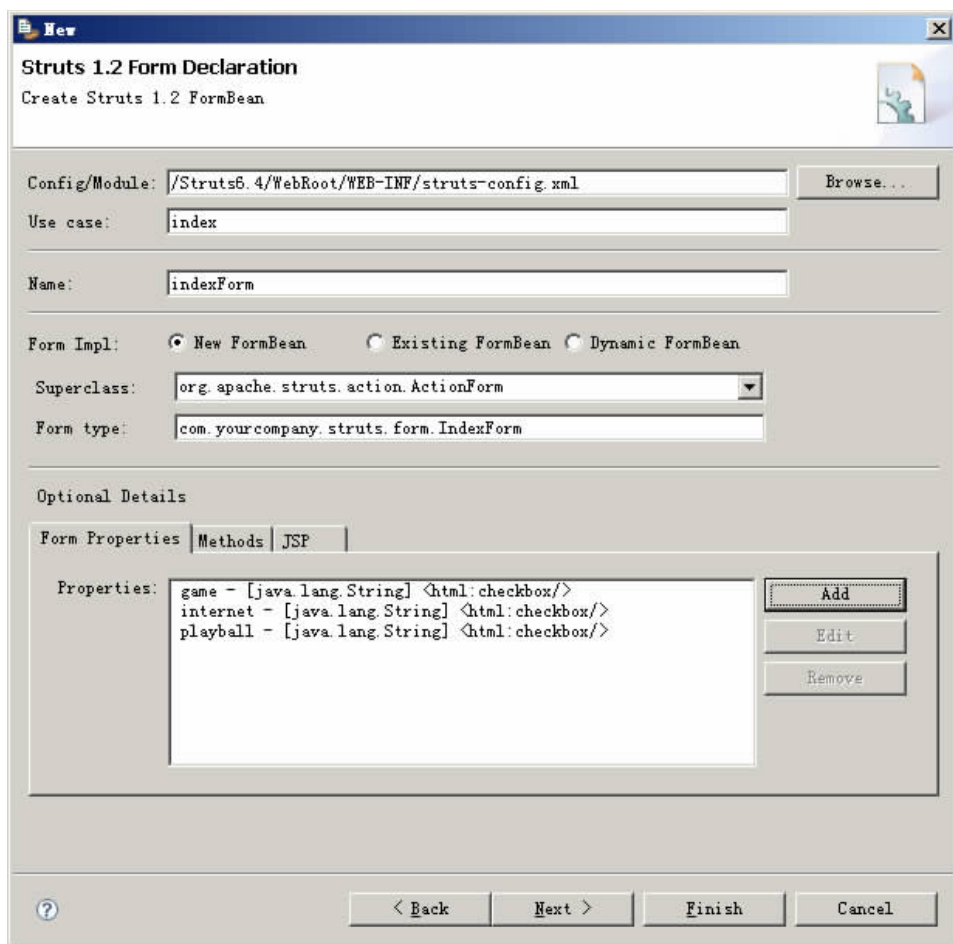 New
Struts 1.2 Form Declaration
Create Struts 1.2 FormBean
Config/Module: /Struts6.4/WebRoot/WEB-INF/struts-config.xml Browse...
Use case: index
Name: indexForm
Form Impl: New FormBean Existing FormBean Dynamic FormBean
Superclass: org.apache.struts.action.ActionForm
Form type: com.yourcompany.struts.form.IndexForm
Optional Details
Form Properties Methods JSP
Properties: game - [java.lang.String] <html:checkbox/> Add
internet - [java.lang.String] <html:checkbox/> Edit
playball - [java.lang.String] <html:checkbox/>
Remove
? < Back Next > Finish Cancel